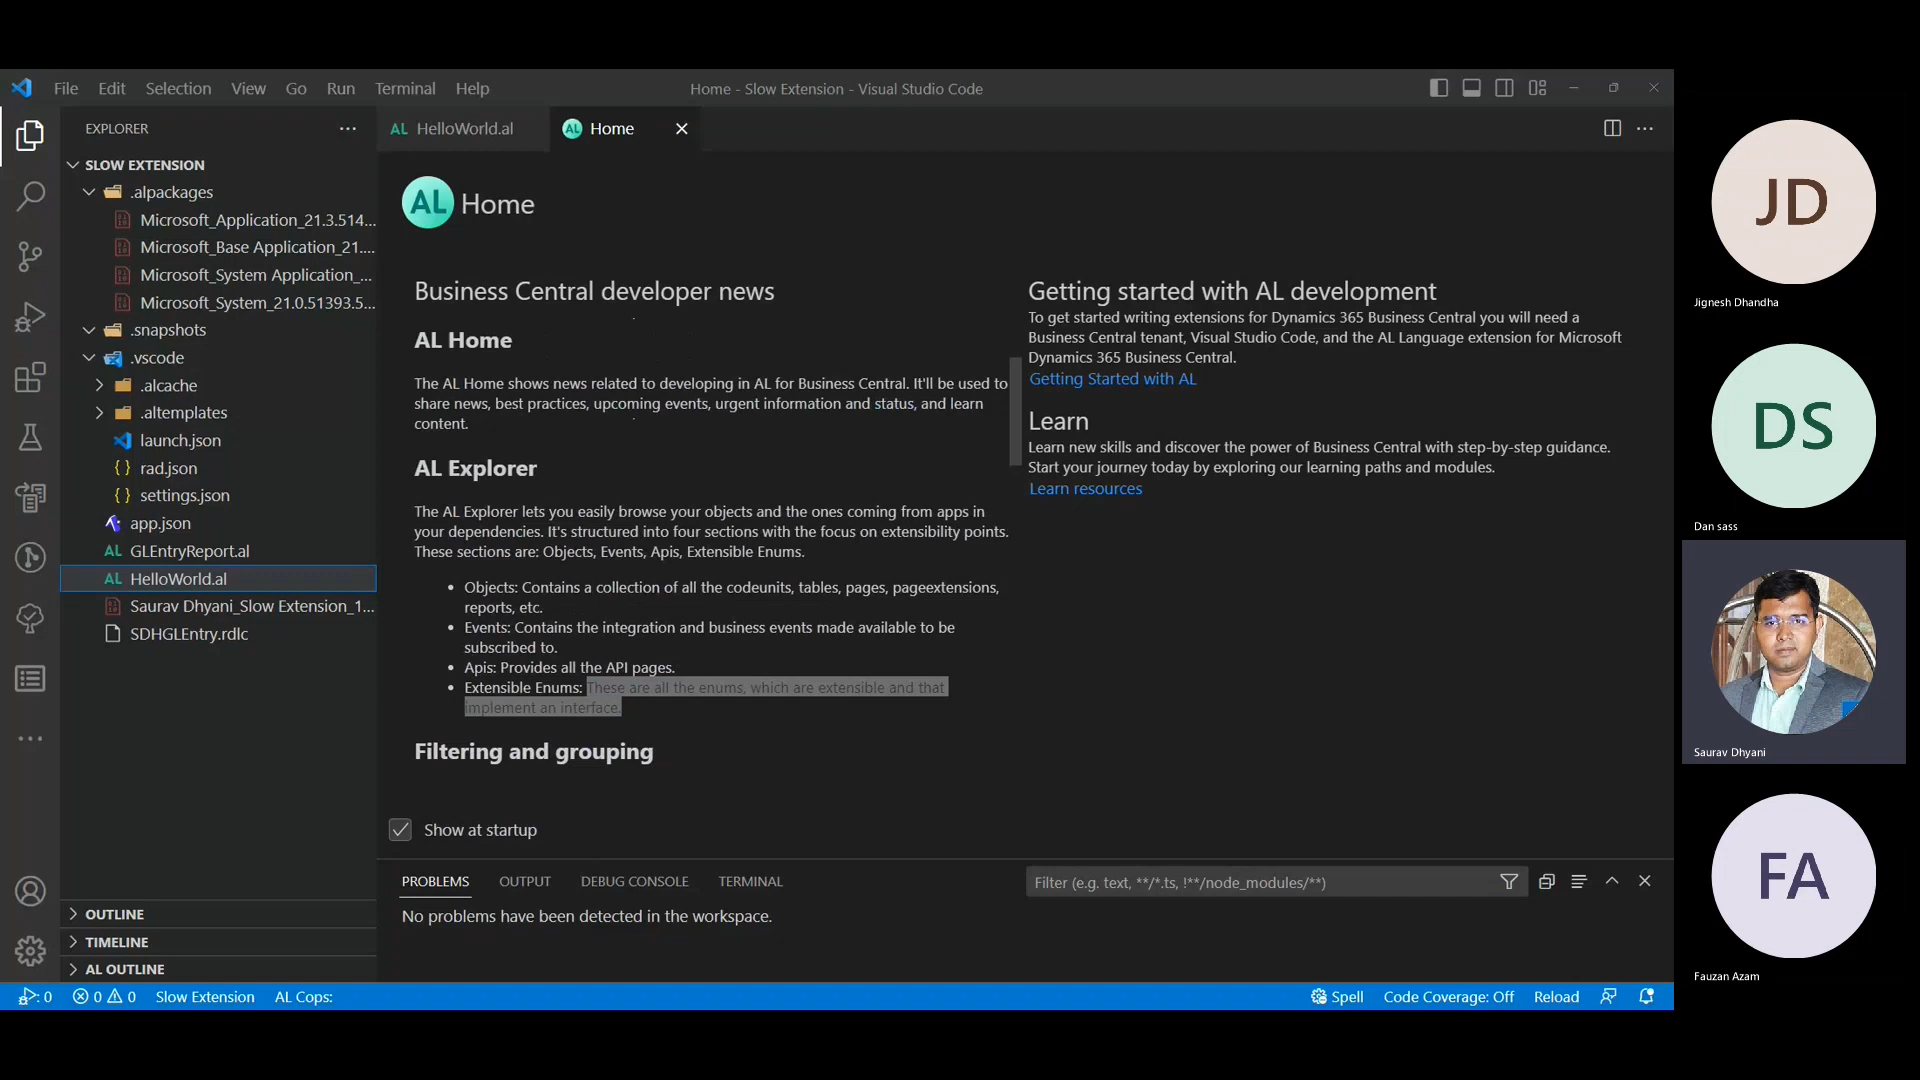 File Edit Selection View Go Run Terminal Help
Home - Slow Extension - Visual Studio Code
EXPLORER
SLOW EXTENSION
.alpackages
Microsoft_Application_21.3.514...
Microsoft_Base Application_21....
Microsoft_System Application_...
Microsoft_System_21.0.51393.5...
.snapshots
.vscode
.alcache
.altemplates
launch.json
rad.json
settings.json
app.json
AL GLEntryReport.al
AL HelloWorld.al
Saurav Dhyani_Slow Extension_1...
SDHGLEntry.rdlc
OUTLINE
TIMELINE
AL OUTLINE
AL HelloWorld.al
AL Home
AL Home
Business Central developer news
AL Home
The AL Home shows news related to developing in AL for Business Central. It'll be used to
share news, best practices, upcoming events, urgent information and status, and learn
content.
AL Explorer
The AL Explorer lets you easily browse your objects and the ones coming from apps in
your dependencies. It's structured into four sections with the focus on extensibility points.
These sections are: Objects, Events, Apis, Extensible Enums.
• Objects: Contains a collection of all the codeunits, tables, pages, pageextensions,
reports, etc.
• Events: Contains the integration and business events made available to be
subscribed to.
• Apis: Provides all the API pages.
• Extensible Enums: These are all the enums, which are extensible and that
implement an interface.
Filtering and grouping
Show at startup
Getting started with AL development
To get started writing extensions for Dynamics 365 Business Central you will need a
Business Central tenant, Visual Studio Code, and the AL Language extension for Microsoft
Dynamics 365 Business Central.
Getting Started with AL
Learn
Learn new skills and discover the power of Business Central with step-by-step guidance.
Start your journey today by exploring our learning paths and modules.
Learn resources
PROBLEMS OUTPUT DEBUG CONSOLE TERMINAL
Filter (e.g. text, **/*.ts, !**/node_modules/**)
No problems have been detected in the workspace.
: 0 0 0 Slow Extension AL Cops:
Spell Code Coverage: Off Reload
JD
Jignesh Dhandha
DS
Dan sass
Saurav Dhyani
FA
Fauzan Azam